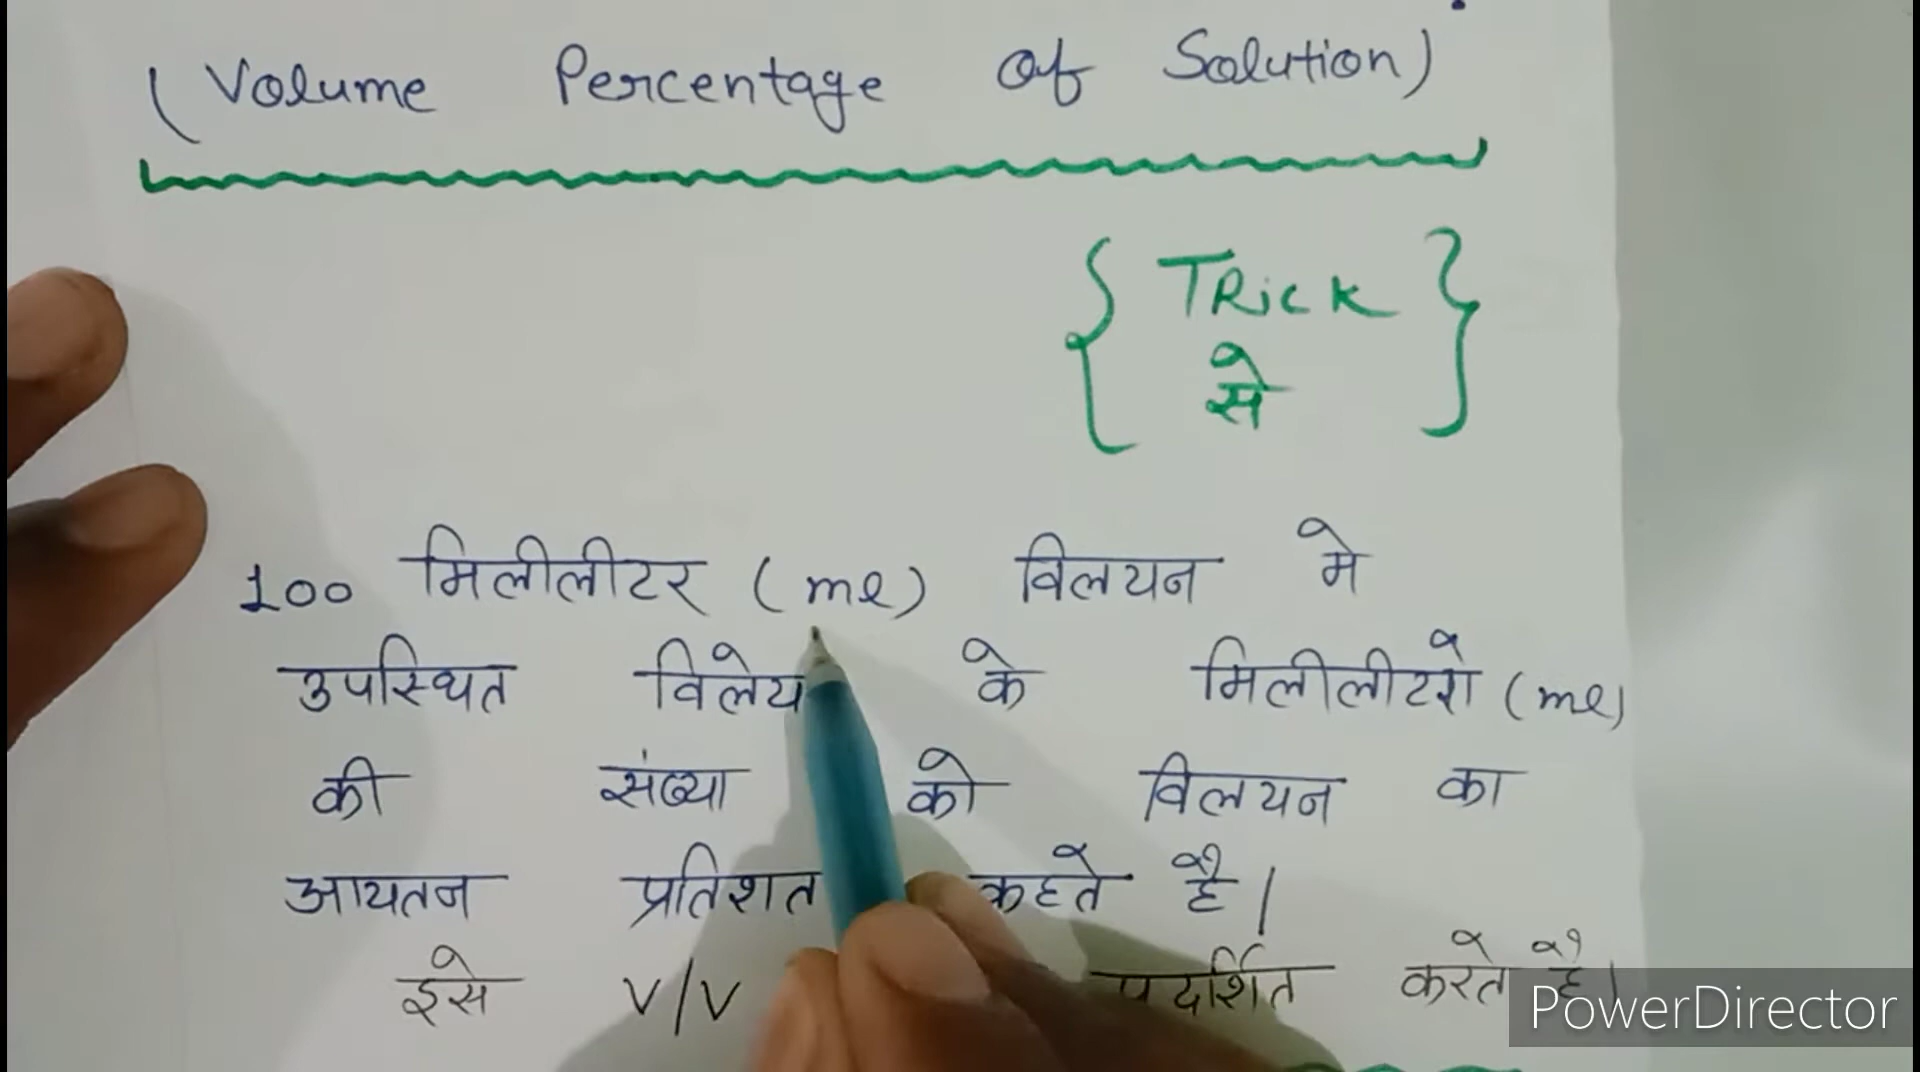 (Volume Percentage of Solution)
{ TRicK }
से
100 मिलीलीटर (ml) विलयन मे
उपस्थित विलेय के मिलीलीटरो (ml)
की संख्या को विलयन का
आयतन प्रतिशत कहते है।
इसे v/v करते है।
PowerDirector